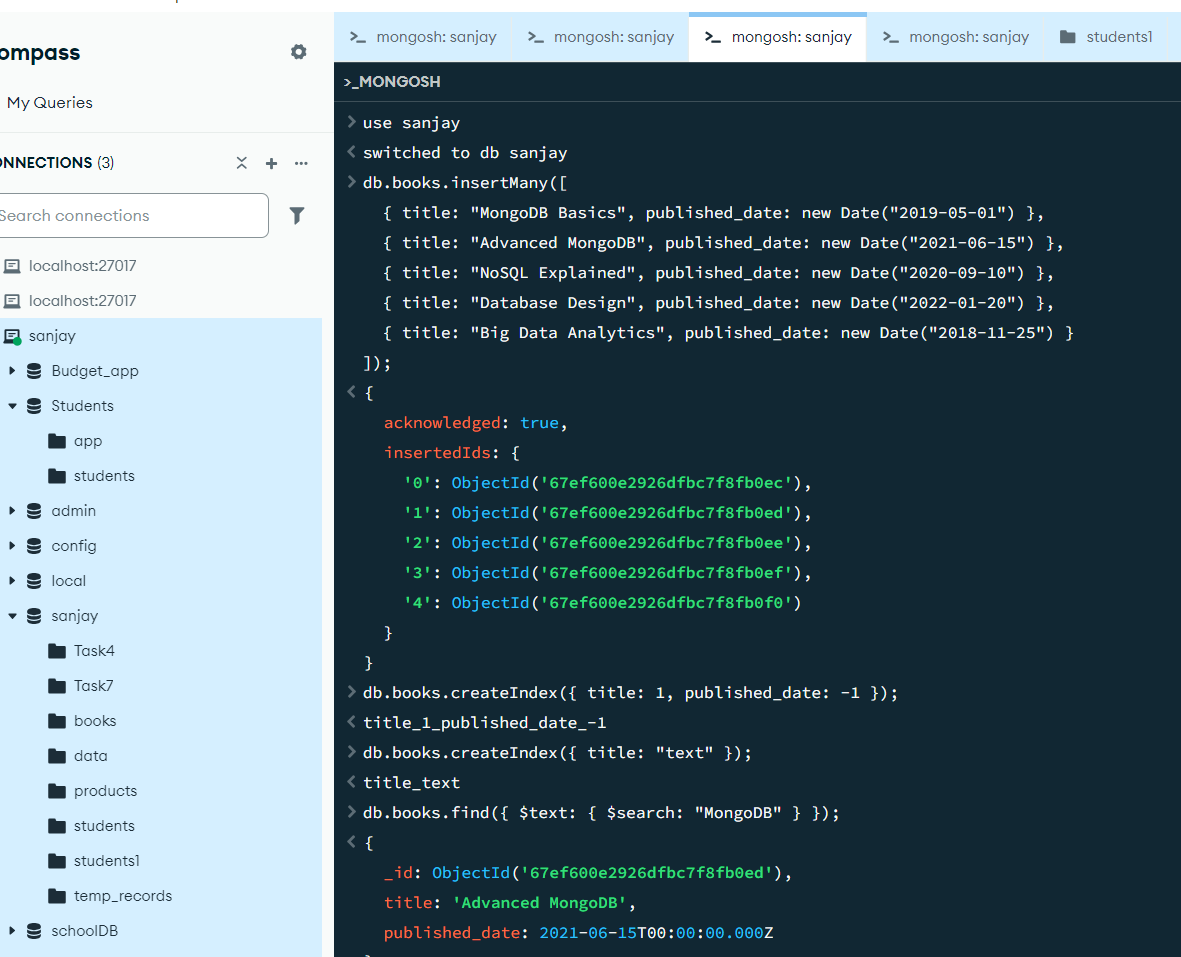 ompass
My Queries
ONNECTIONS (3)
Search connections
localhost:27017
localhost:27017
sanjay
Budget_app
Students
app
students
admin
config
local
sanjay
Task4
Task7
books
data
products
students
students1
temp_records
schoolDB
>_ mongosh: sanjay >_ mongosh: sanjay >_ mongosh: sanjay >_ mongosh: sanjay students1
>_MONGOSH
> use sanjay
< switched to db sanjay
> db.books.insertMany([
{ title: "MongoDB Basics", published_date: new Date("2019-05-01") },
{ title: "Advanced MongoDB", published_date: new Date("2021-06-15") },
{ title: "NoSQL Explained", published_date: new Date("2020-09-10") },
{ title: "Database Design", published_date: new Date("2022-01-20") },
{ title: "Big Data Analytics", published_date: new Date("2018-11-25") }
]);
< {
acknowledged: true,
insertedIds: {
'0': ObjectId('67ef600e2926dfbc7f8fb0ec'),
'1': ObjectId('67ef600e2926dfbc7f8fb0ed'),
'2': ObjectId('67ef600e2926dfbc7f8fb0ee'),
'3': ObjectId('67ef600e2926dfbc7f8fb0ef'),
'4': ObjectId('67ef600e2926dfbc7f8fb0f0')
}
}
> db.books.createIndex({ title: 1, published_date: -1 });
< title_1_published_date_-1
> db.books.createIndex({ title: "text" });
< title_text
> db.books.find({ $text: { $search: "MongoDB" } });
< {
_id: ObjectId('67ef600e2926dfbc7f8fb0ed'),
title: 'Advanced MongoDB',
published_date: 2021-06-15T00:00:00.000Z